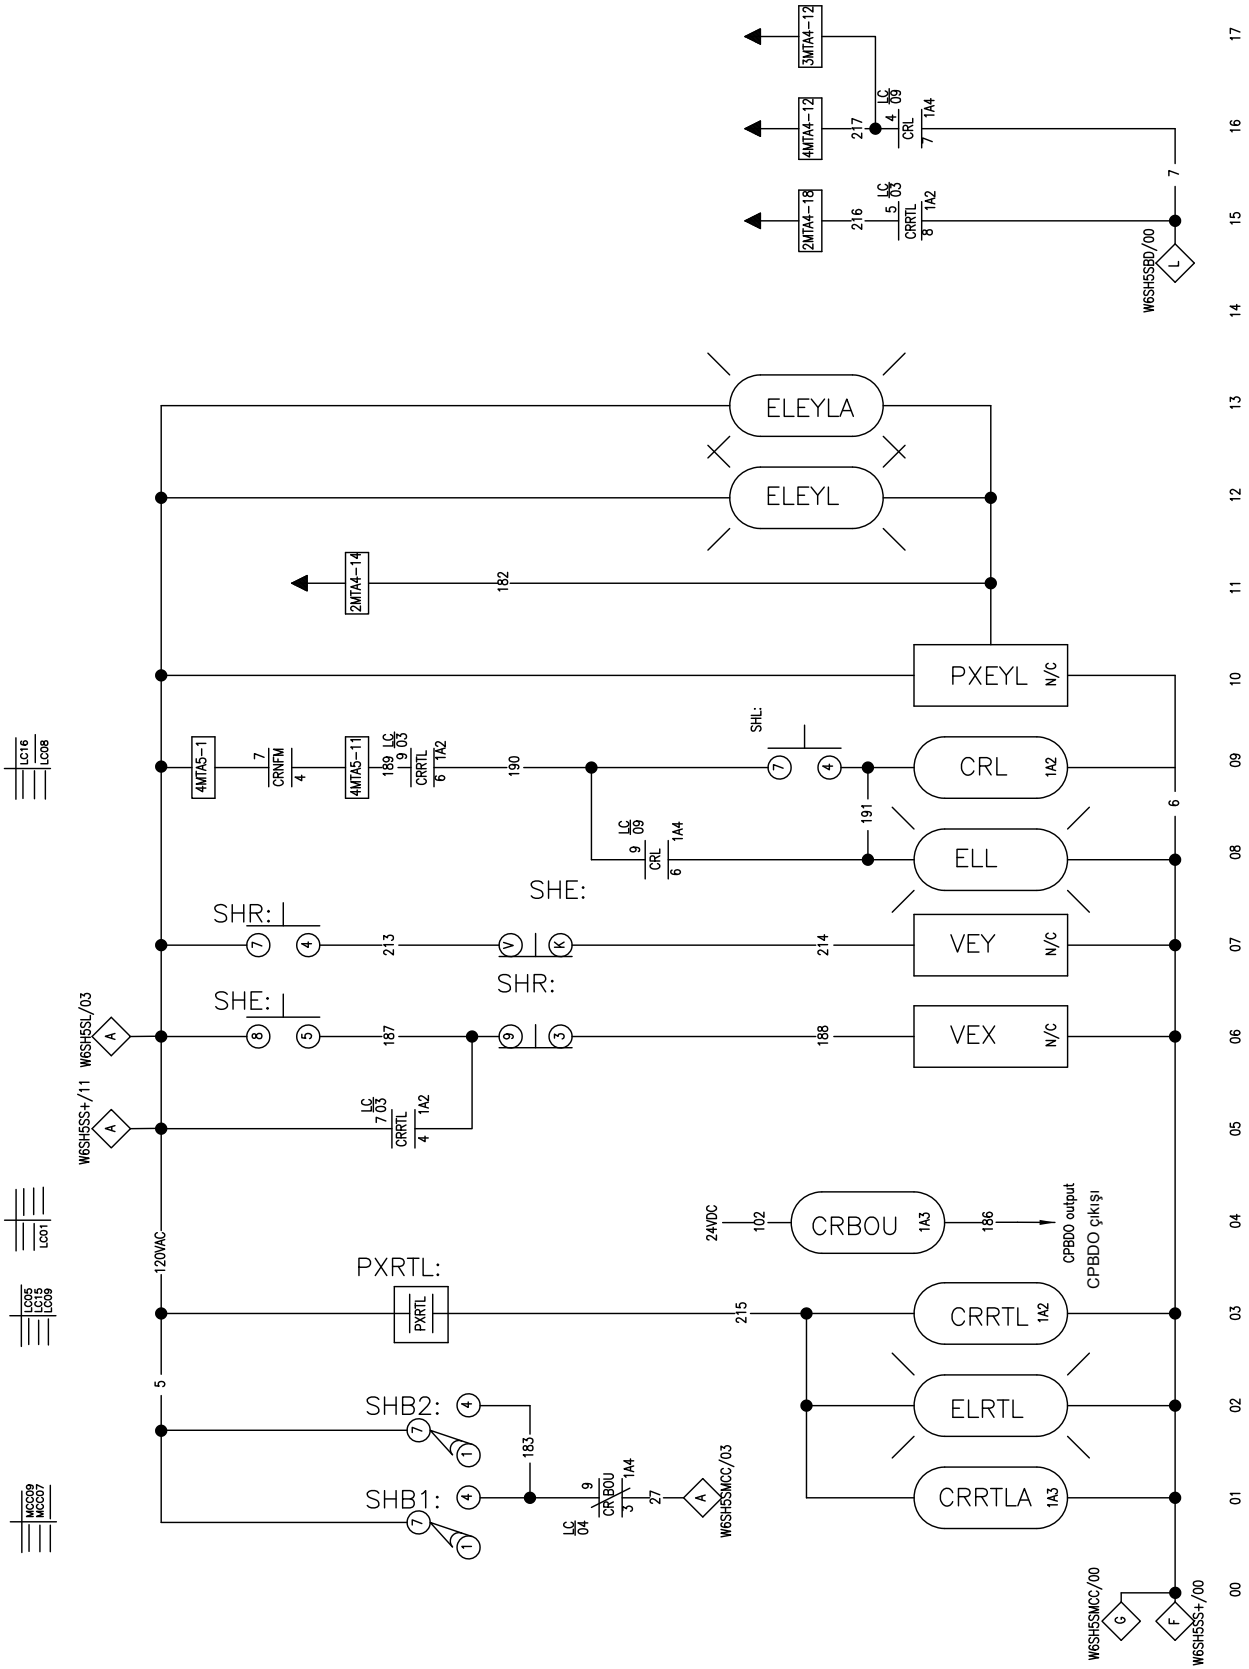 MCC09
MCC07
LC05
LC15
LC09
LC01
LC16
LC08
W6SH5SS+/11
A
W6SH5SL/03
A
5
120VAC
SHB1:
7
4
1
SHB2:
7
4
1
183
LC
04
9
CRBOU
3
1A4
27
A
W6SH5SMCC/03
CRRTLA
1A3
ELRTL
PXRTL:
PXRTL
215
CRRTL
1A2
24VDC
102
CRBOU
1A3
186
CPBDO output
CPBDO çıkışı
LC
7 03
CRRTL
4
1A2
SHE:
8
5
187
SHR:
9
3
188
VEX
N/C
SHR:
7
4
213
SHE:
V
K
214
VEY
N/C
LC
09
9
CRL
6
1A4
191
ELL
4MTA5-1
7
CRNFM
4
4MTA5-11
189
LC
9 03
CRRTL
6
1A2
190
SHL:
7
4
CRL
1A2
PXEYL
N/C
2MTA4-14
182
ELEYL
ELEYLA
6
2MTA4-18
216
LC
5 03
CRRTL
8
1A2
4MTA4-12
217
LC
4 09
CRL
7
1A4
3MTA4-12
7
W6SH5SBD/00
L
W6SH5SMCC/00
G
F
W6SH5SS+/00
00
01
02
03
04
05
06
07
08
09
10
11
12
13
14
15
16
17